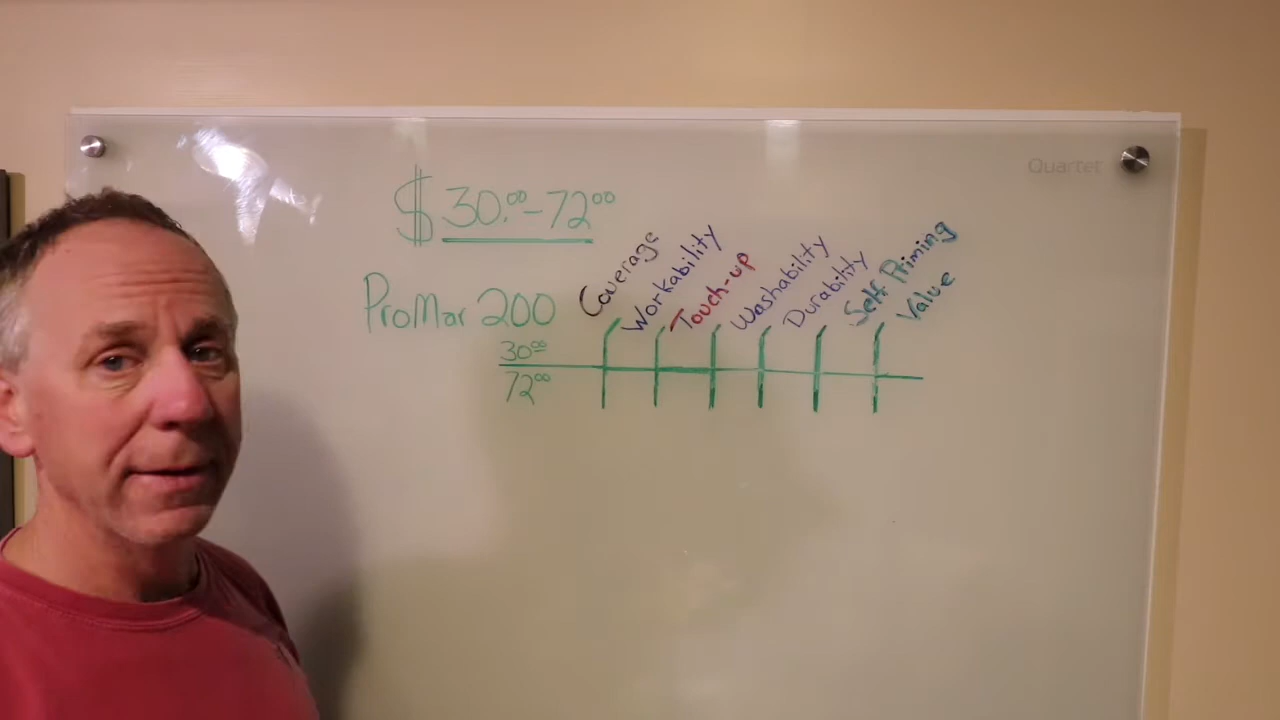 Quartet
$30.00-72.00
Coverage
Workability
Touch-up
Washability
Durability
Self Priming
Value
ProMar 200
30.00
72.00